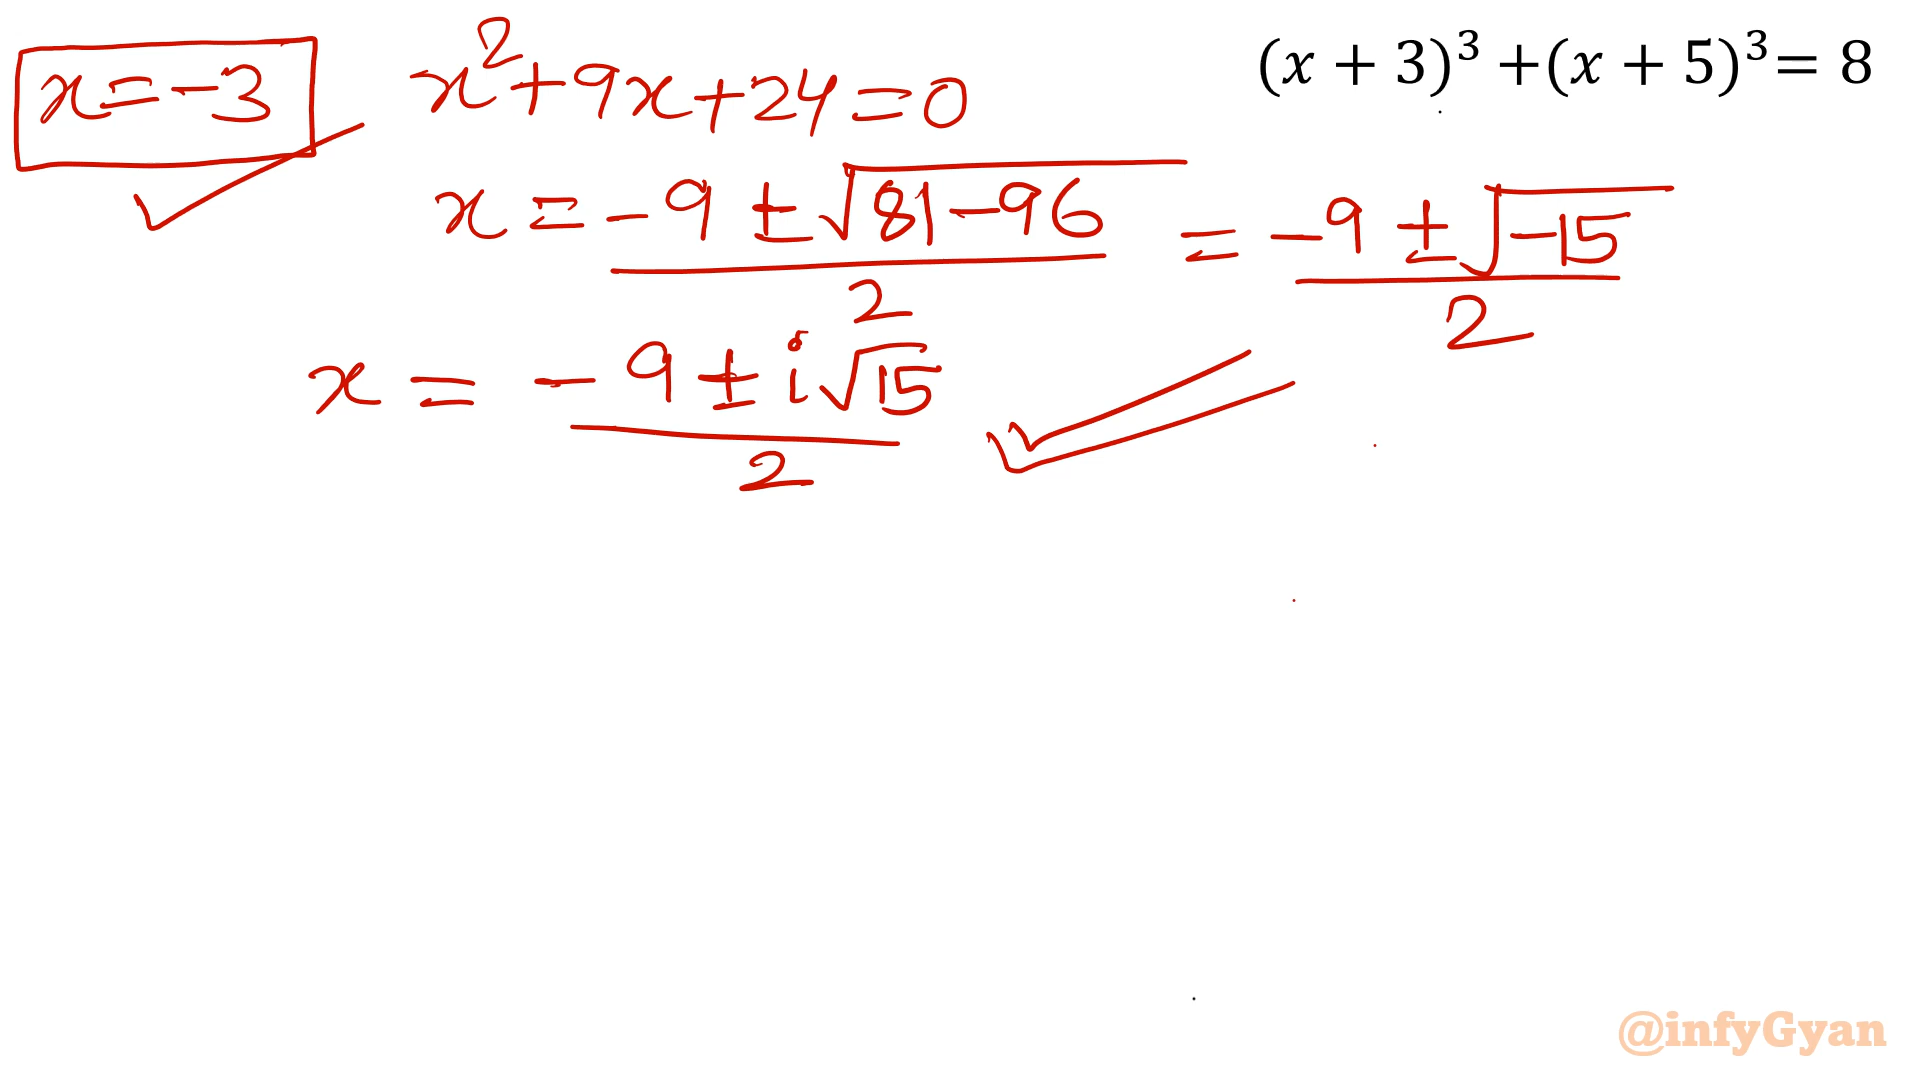 (x + 3)³ +(x + 5)³= 8
x = -3
x² + 9x + 24 = 0
x = -9 ± √81-96 / 2 = -9 ± √-15 / 2
x = -9 ± i√15 / 2
@infyGyan